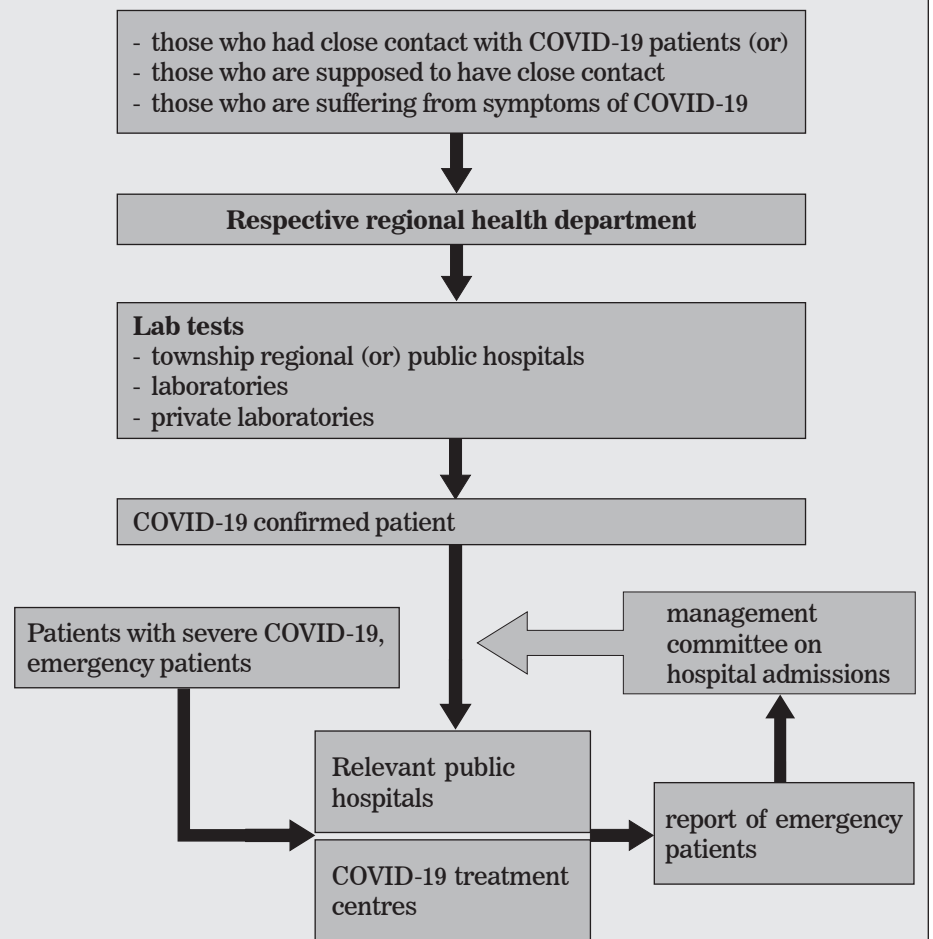 - those who had close contact with COVID-19 patients (or)
- those who are supposed to have close contact
- those who are suffering from symptoms of COVID-19
Respective regional health department
Lab tests
- township regional (or) public hospitals
- laboratories
- private laboratories
COVID-19 confirmed patient
Patients with severe COVID-19,
emergency patients
management
committee on
hospital admissions
Relevant public
hospitals
report of emergency
patients
COVID-19 treatment
centres